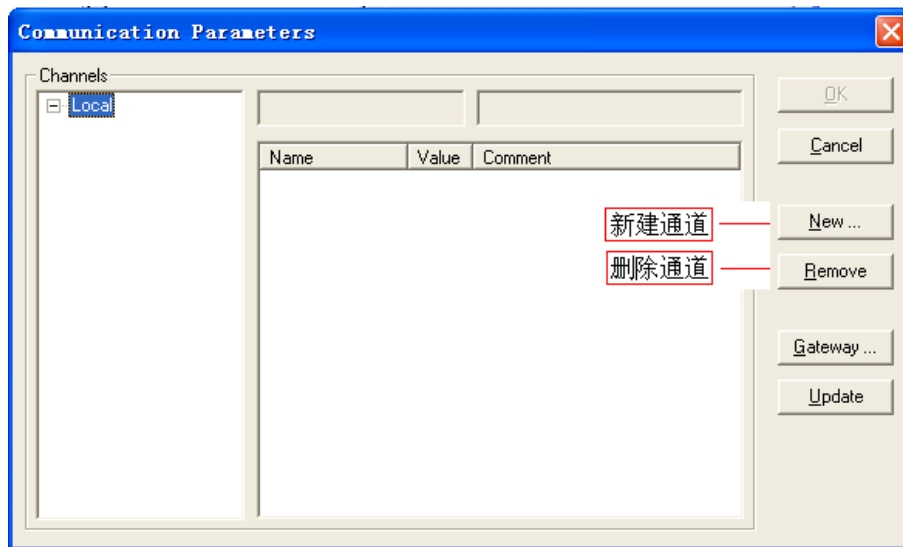 Communication Parameters
Channels
Local
Name Value Comment
OK
Cancel
新建通道
New ...
删除通道
Remove
Gateway ...
Update